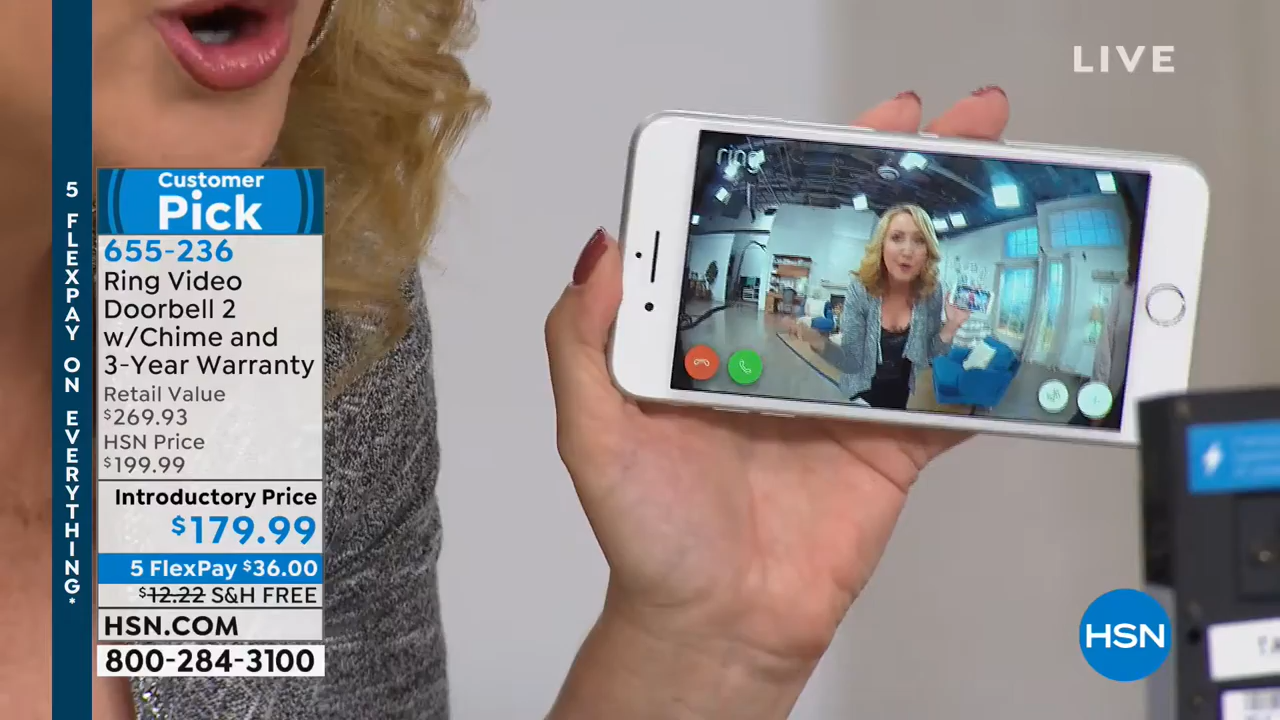 LIVE
5 FLEXPAY ON EVERYTHING*
Customer
Pick
655-236
Ring Video
Doorbell 2
w/Chime and
3-Year Warranty
Retail Value
$269.93
HSN Price
$199.99
Introductory Price
$179.99
5 FlexPay $36.00
$12.22 S&H FREE
HSN.COM
800-284-3100
ring
HSN